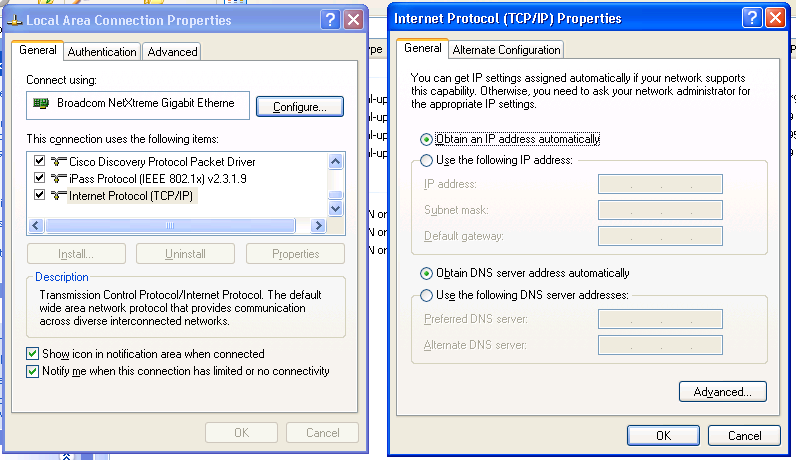 Local Area Connection Properties
General
Authentication
Advanced
Connect using:
Broadcom NetXtreme Gigabit Etherne
Configure...
This connection uses the following items:
Cisco Discovery Protocol Packet Driver
iPass Protocol (IEEE 802.1x) v2.3.1.9
Internet Protocol (TCP/IP)
Install...
Uninstall
Properties
Description
Transmission Control Protocol/Internet Protocol. The default
wide area network protocol that provides communication
across diverse interconnected networks.
Show icon in notification area when connected
Notify me when this connection has limited or no connectivity
OK
Cancel
Internet Protocol (TCP/IP) Properties
General
Alternate Configuration
You can get IP settings assigned automatically if your network supports
this capability. Otherwise, you need to ask your network administrator for
the appropriate IP settings.
Obtain an IP address automatically
Use the following IP address:
IP address:
Subnet mask:
Default gateway:
Obtain DNS server address automatically
Use the following DNS server addresses:
Preferred DNS server:
Alternate DNS server:
Advanced...
OK
Cancel